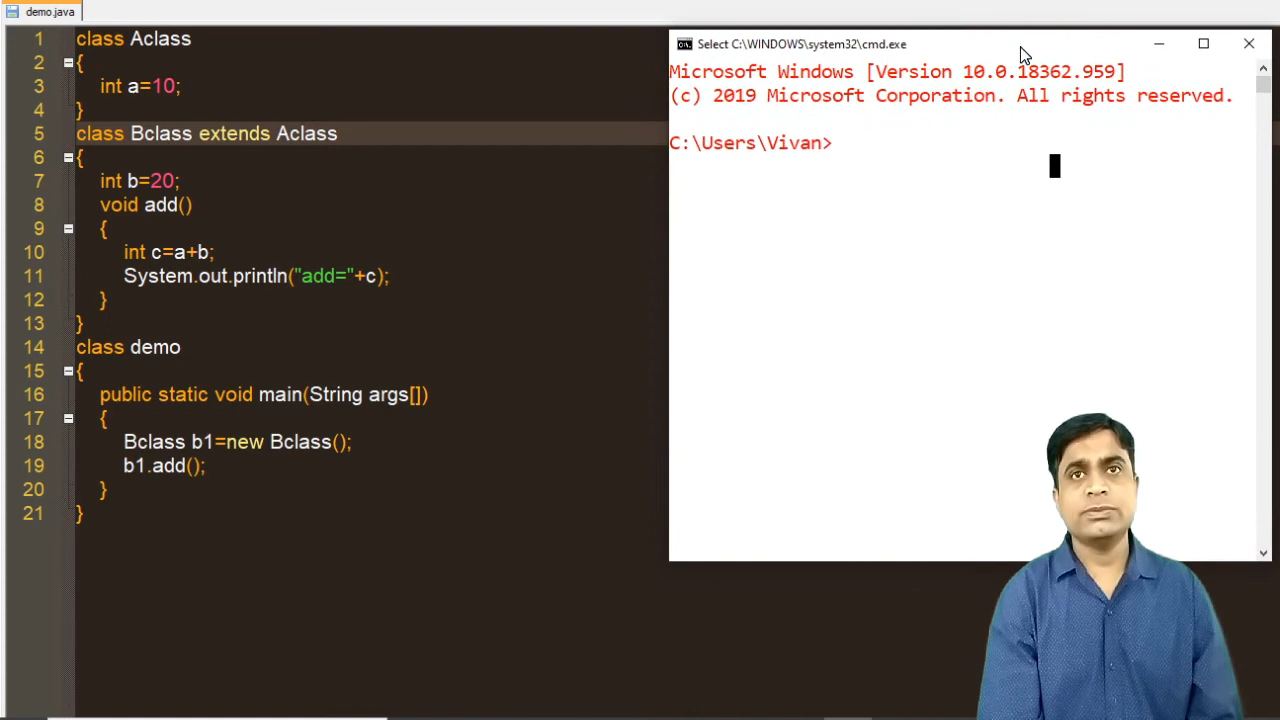 demo.java
1 class Aclass
2 {
3 int a=10;
4 }
5 class Bclass extends Aclass
6 {
7 int b=20;
8 void add()
9 {
10 int c=a+b;
11 System.out.println("add="+c);
12 }
13 }
14 class demo
15 {
16 public static void main(String args[])
17 {
18 Bclass b1=new Bclass();
19 b1.add();
20 }
21 }
Select C:\WINDOWS\system32\cmd.exe
Microsoft Windows [Version 10.0.18362.959]
(c) 2019 Microsoft Corporation. All rights reserved.
C:\Users\Vivan>